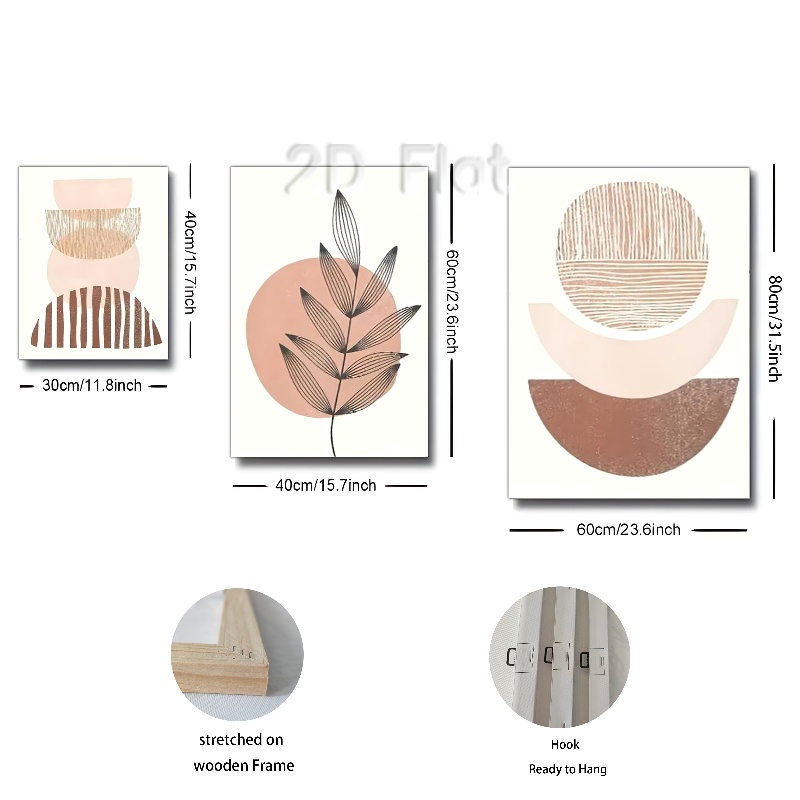 2D Flat
40cm/15.7inch
30cm/11.8inch
60cm/23.6inch
40cm/15.7inch
80cm/31.5inch
60cm/23.6inch
stretched on
wooden Frame
Hook
Ready to Hang